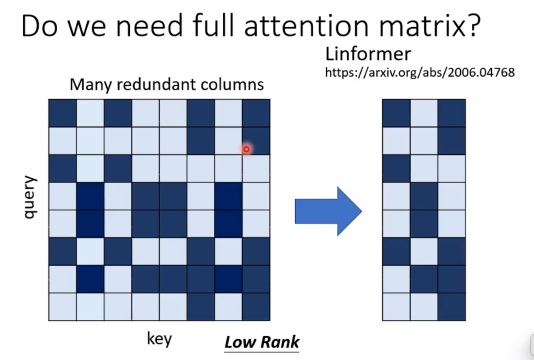 Do we need full attention matrix?
Linformer
https://arxiv.org/abs/2006.04768
Many redundant columns
query
key
Low Rank